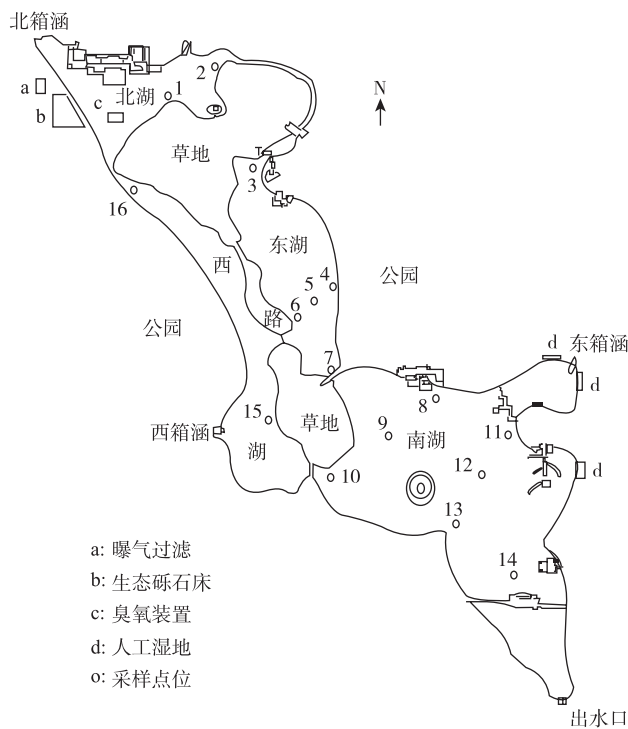 北箱涵
2
a
北湖
1
c
b
N
草地
3
16
东湖
西
公园
4
5
6
路
公园
7
d
东箱涵
d
8
15
草地
9
南湖
11
西箱涵
湖
10
12
d
13
a: 曝气过滤
14
b: 生态砾石床
c: 臭氧装置
d: 人工湿地
o: 采样点位
出水口